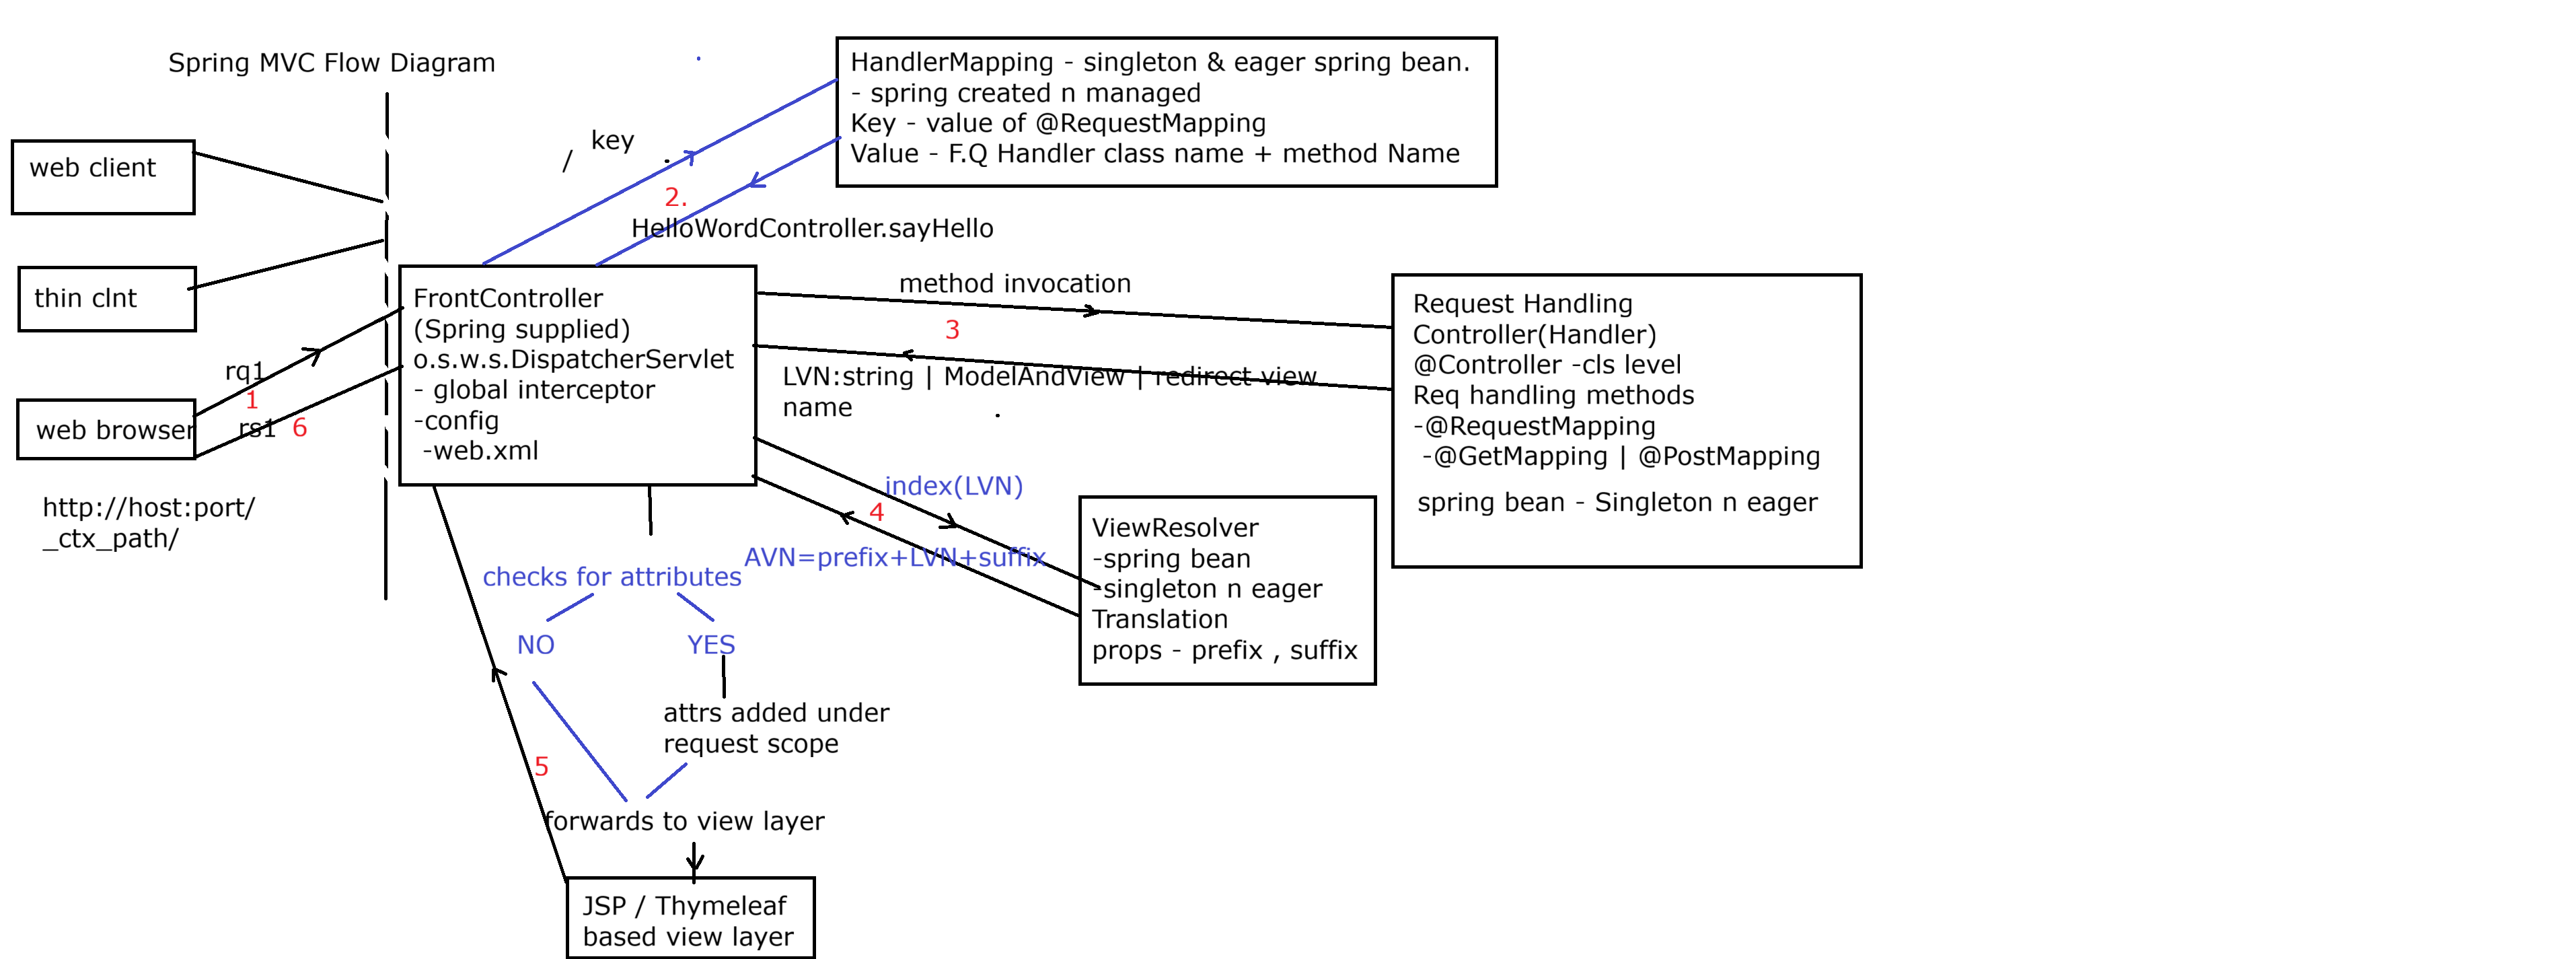 Spring MVC Flow Diagram
HandlerMapping - singleton & eager spring bean.
- spring created n managed
Key - value of @RequestMapping
Value - F.Q Handler class name + method Name
web client
/
key
2.
HelloWordController.sayHello
thin clnt
FrontController
(Spring supplied)
o.s.w.s.DispatcherServlet
- global interceptor
-config
-web.xml
method invocation
3
LVN:string | ModelAndView | redirect view
name
Request Handling
Controller(Handler)
@Controller -cls level
Req handling methods
-@RequestMapping
-@GetMapping | @PostMapping
spring bean - Singleton n eager
rq1
1
rs1
6
web browser
http://host:port/
_ctx_path/
index(LVN)
4
AVN=prefix+LVN+suffix
ViewResolver
-spring bean
-singleton n eager
Translation
props - prefix , suffix
checks for attributes
NO
YES
attrs added under
request scope
5
forwards to view layer
JSP / Thymeleaf
based view layer